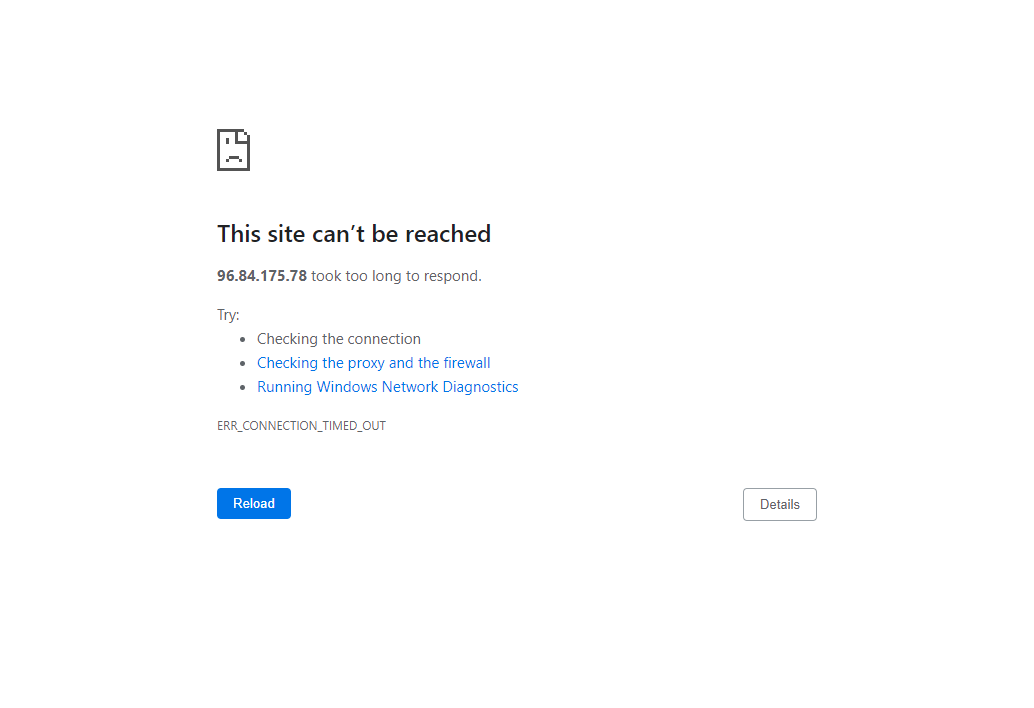 This site can’t be reached
96.84.175.78 took too long to respond.
Try:
Checking the connection
Checking the proxy and the firewall
Running Windows Network Diagnostics
ERR_CONNECTION_TIMED_OUT
Reload
Details